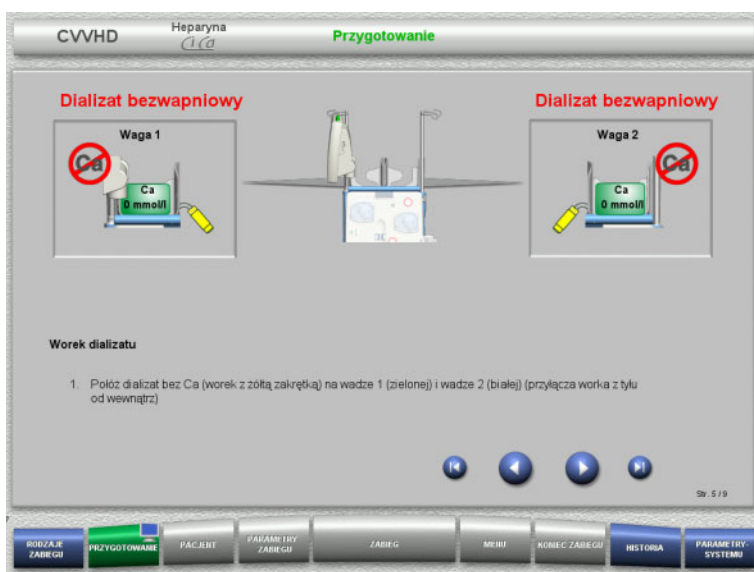 CVVHD
Heparyna
Ci Ca
Przygotowanie
Dializat bezwapniowy
Dializat bezwapniowy
Waga 1
Waga 2
Ca
Ca
0 mmol/l
Ca
Ca
0 mmol/l
Worek dializatu
1. Połóż dializat bez Ca (worek z żółtą zakrętką) na wadze 1 (zielonej) i wadze 2 (białej) (przyłącza worka z tyłu
od wewnątrz)
Str. 5 / 9
RODZAJE
ZABIEGU
PRZYGOTOWANIE
PACJENT
PARAMETRY
ZABIEGU
ZABIEG
MENU
KONIEC ZABIEGU
HISTORIA
PARAMETRY-
SYSTEMU